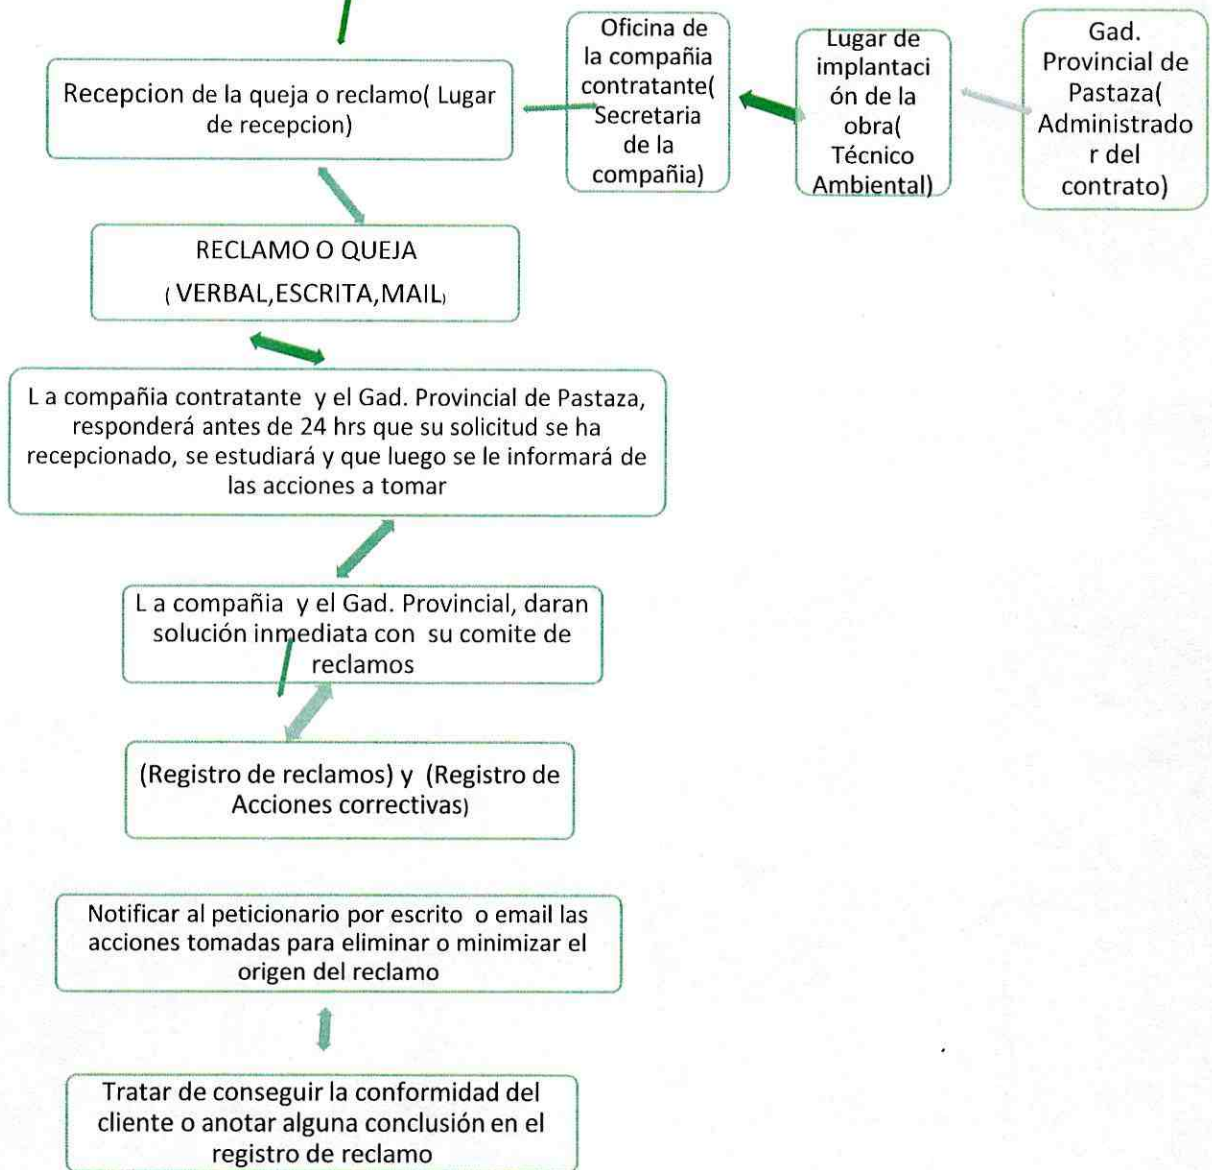 Recepcion de la queja o reclamo( Lugar
de recepcion)
Oficina de
la compañia
contratante(
Secretaria
de la
compañia)
Lugar de
implantaci
ón de la
obra(
Técnico
Ambiental)
Gad.
Provincial de
Pastaza(
Administrado
r del
contrato)
RECLAMO O QUEJA
( VERBAL,ESCRITA,MAIL)
L a compañia contratante y el Gad. Provincial de Pastaza,
responderá antes de 24 hrs que su solicitud se ha
recepcionado, se estudiará y que luego se le informará de
las acciones a tomar
L a compañia y el Gad. Provincial, daran
solución inmediata con su comite de
reclamos
(Registro de reclamos) y (Registro de
Acciones correctivas)
Notificar al peticionario por escrito o email las
acciones tomadas para eliminar o minimizar el
origen del reclamo
Tratar de conseguir la conformidad del
cliente o anotar alguna conclusión en el
registro de reclamo